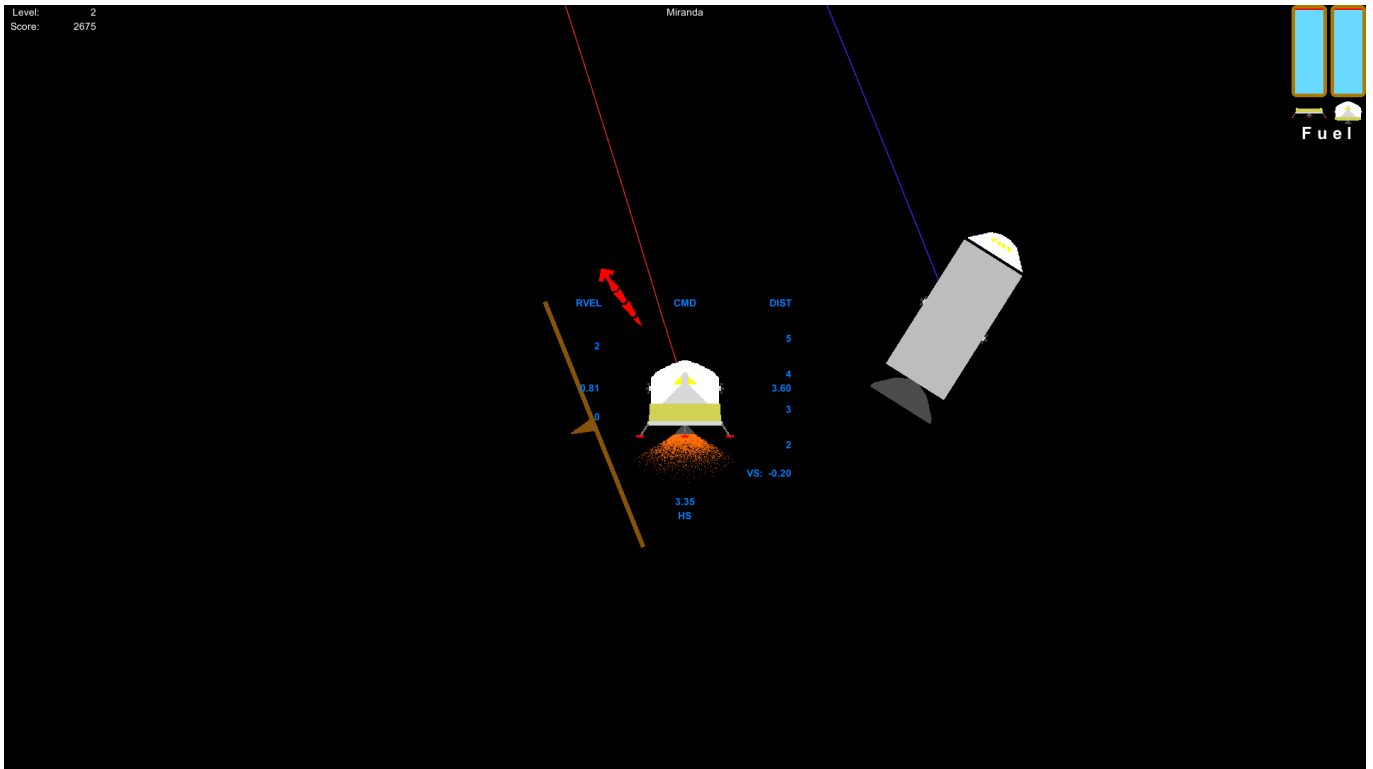 Level: 2
Miranda
Score: 2675
Fuel
RVEL CMD DIST
5
2
4
0.81 3.60
3
0
2
VS: -0.20
3.35
HS